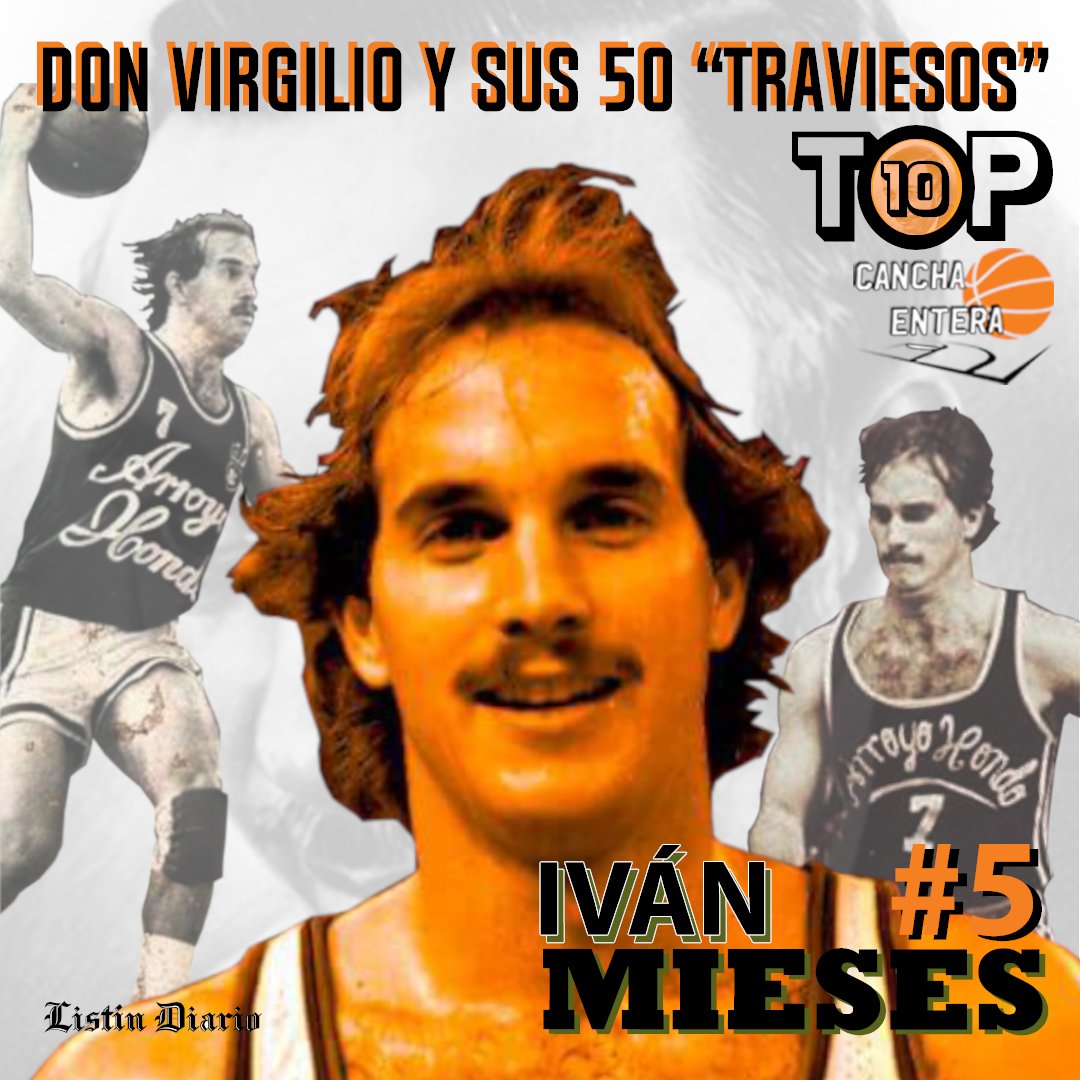 DON VIRGILIO Y SUS 50 “TRAVIESOS”
TOP
10
CANCHA
ENTERA
7
Arroyo
Hondo
Arroyo Hondo
7
IVÁN #5
MIESES
Listin Diario